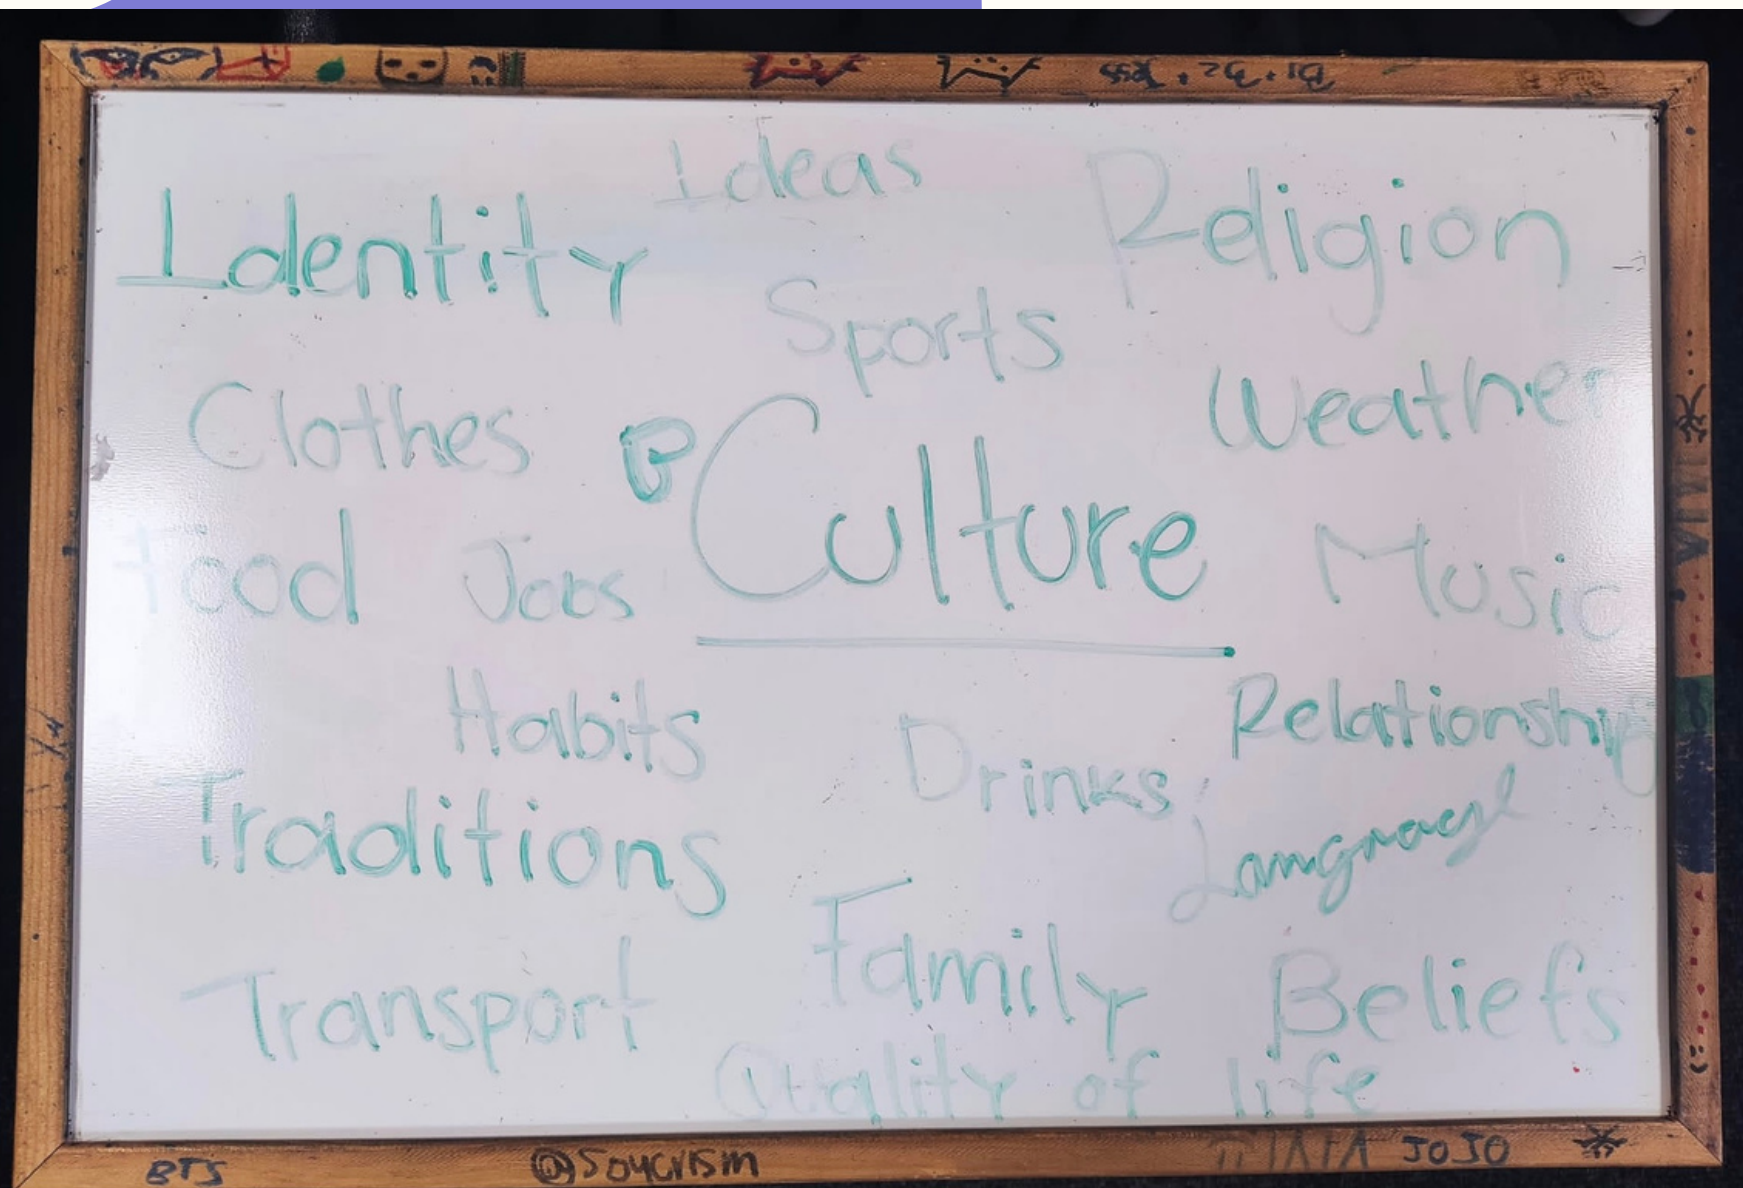 Ideas
Identity
Religion
Sports
Clothes
Weather
Culture
Food
Jobs
Music
Habits
Relationship
Drinks
Traditions
Langragl
Family
Transport
Beliefs
Quality of life
BTS
@Soycrism
JOJO